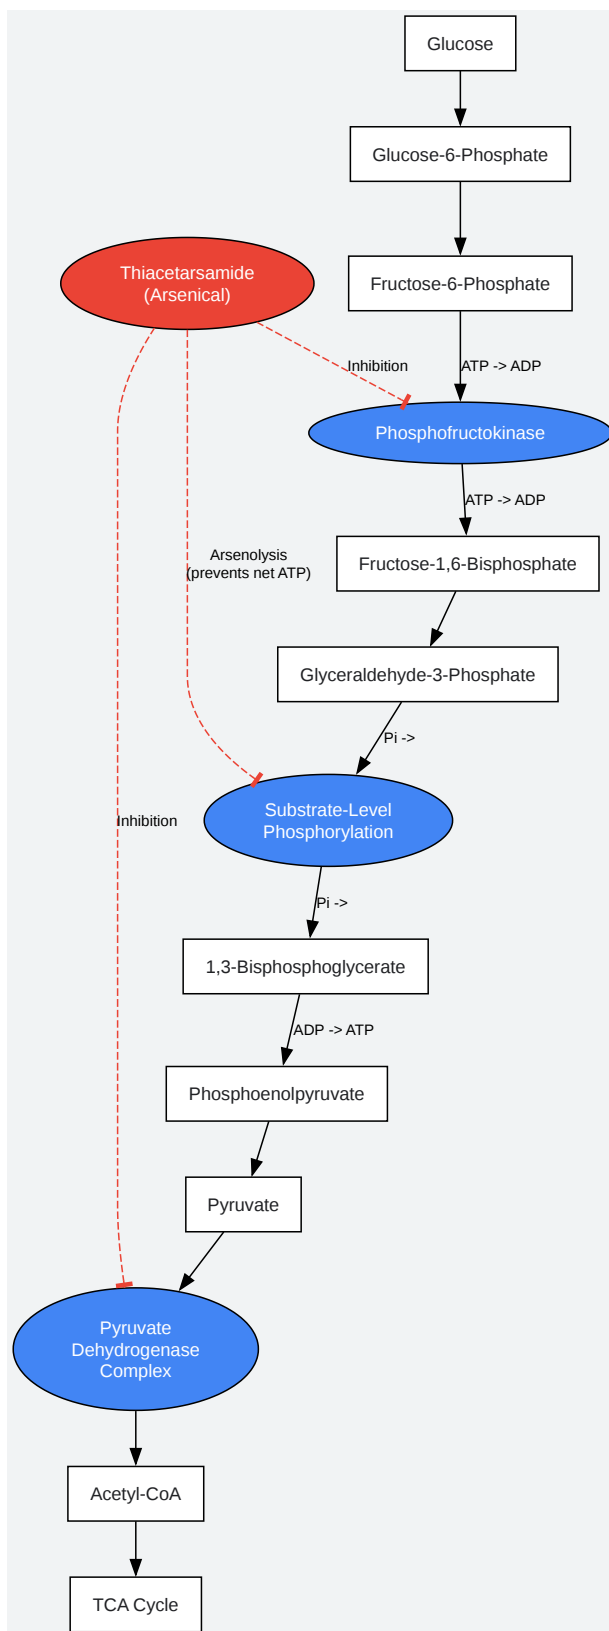 Glucose
Glucose-6-Phosphate
Thiacetarsamide
(Arsenical)
Fructose-6-Phosphate
Inhibition
ATP -> ADP
Phosphofructokinase
ATP -> ADP
Arsenolysis
(prevents net ATP)
Fructose-1,6-Bisphosphate
Glyceraldehyde-3-Phosphate
Pi ->
Substrate-Level
Phosphorylation
Inhibition
Pi ->
1,3-Bisphosphoglycerate
ADP -> ATP
Phosphoenolpyruvate
Pyruvate
Pyruvate
Dehydrogenase
Complex
Acetyl-CoA
TCA Cycle